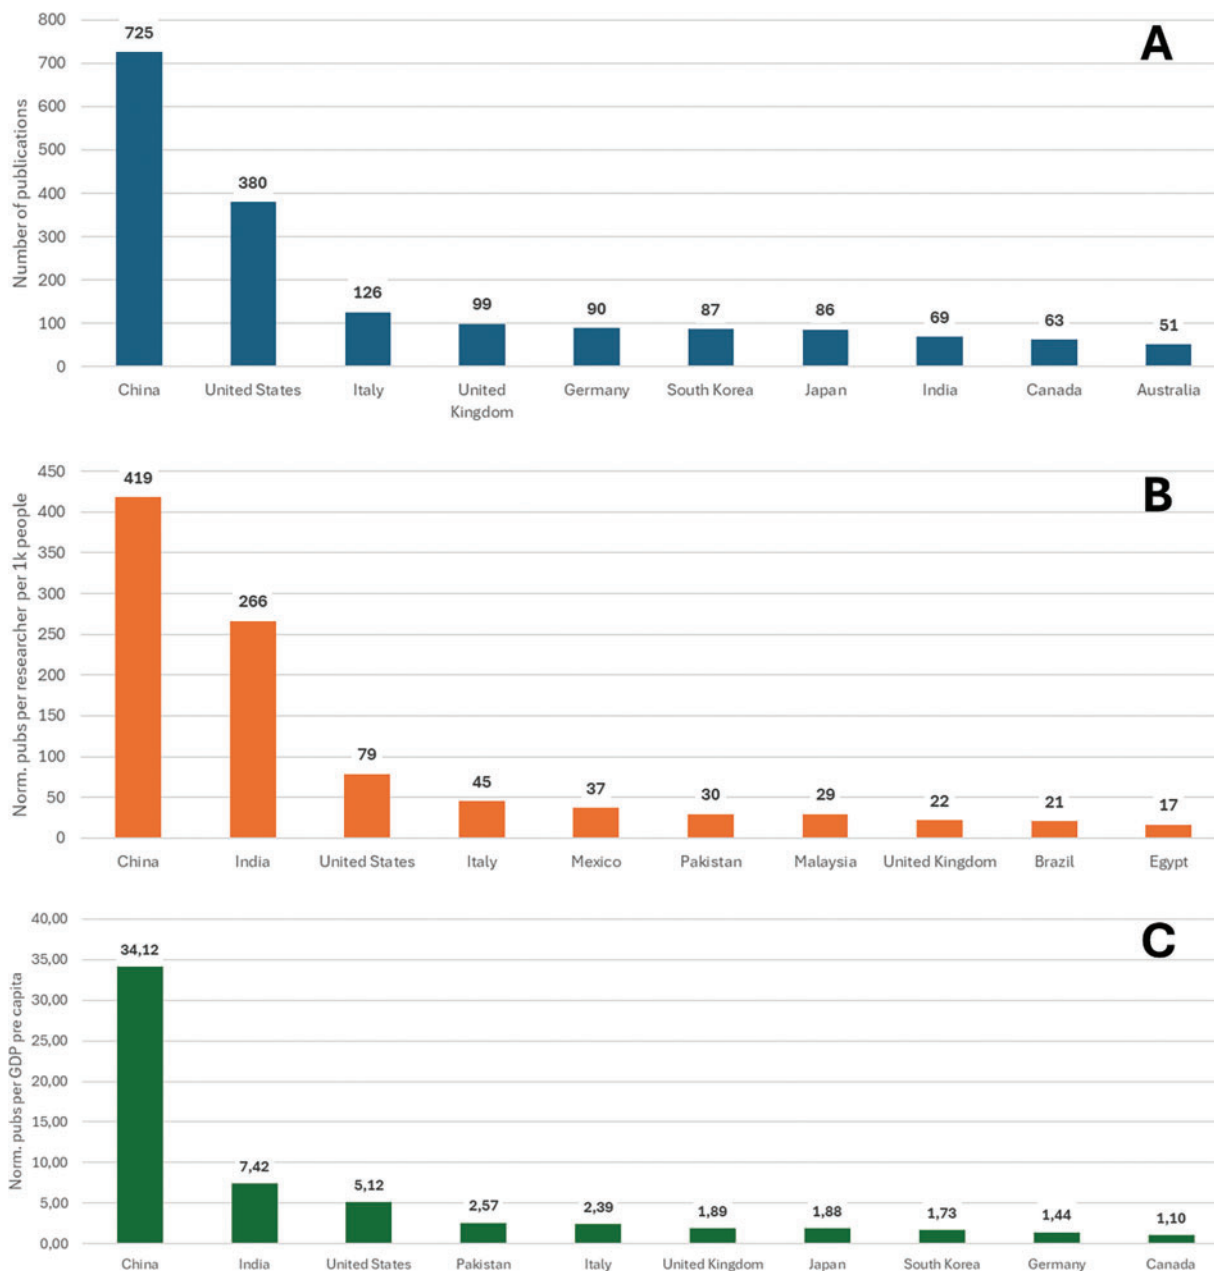 A
Number of publications
800
700
600
500
400
300
200
100
0
725
380
126
99
90
87
86
69
63
51
China
United States
Italy
United
Kingdom
Germany
South Korea
Japan
India
Canada
Australia
B
Norm. pubs per researcher per 1k people
450
400
350
300
250
200
150
100
50
0
419
266
79
45
37
30
29
22
21
17
China
India
United States
Italy
Mexico
Pakistan
Malaysia
United Kingdom
Brazil
Egypt
C
Norm. pubs per GDP pre capita
40,00
35,00
30,00
25,00
20,00
15,00
10,00
5,00
0,00
34,12
7,42
5,12
2,57
2,39
1,89
1,88
1,73
1,44
1,10
China
India
United States
Pakistan
Italy
United Kingdom
Japan
South Korea
Germany
Canada